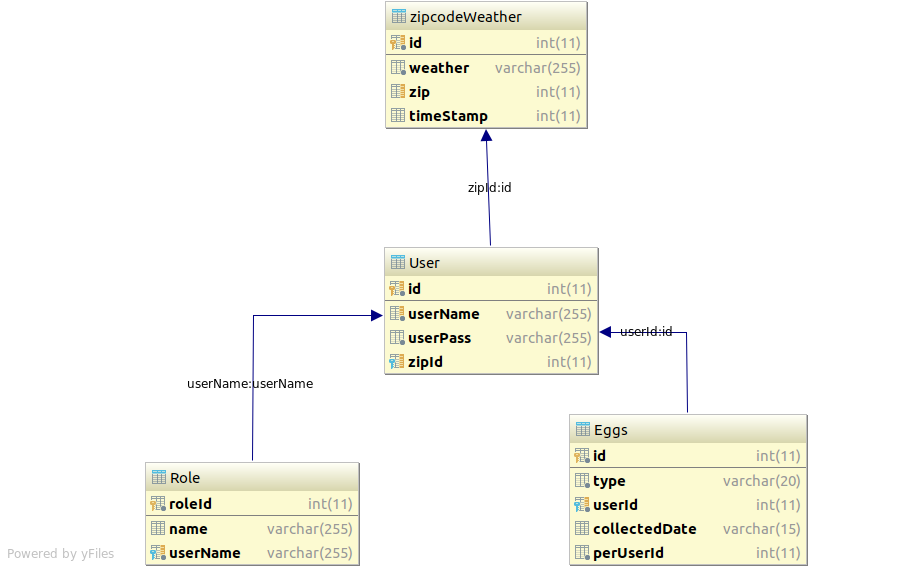 zipcodeWeather
id int(11)
weather varchar(255)
zip int(11)
timeStamp int(11)
zipId:id
User
id int(11)
userName varchar(255)
userPass varchar(255)
zipId int(11)
userId:id
userName:userName
Eggs
id int(11)
type varchar(20)
userId int(11)
collectedDate varchar(15)
perUserId int(11)
Role
roleId int(11)
name varchar(255)
userName varchar(255)
Powered by yFiles